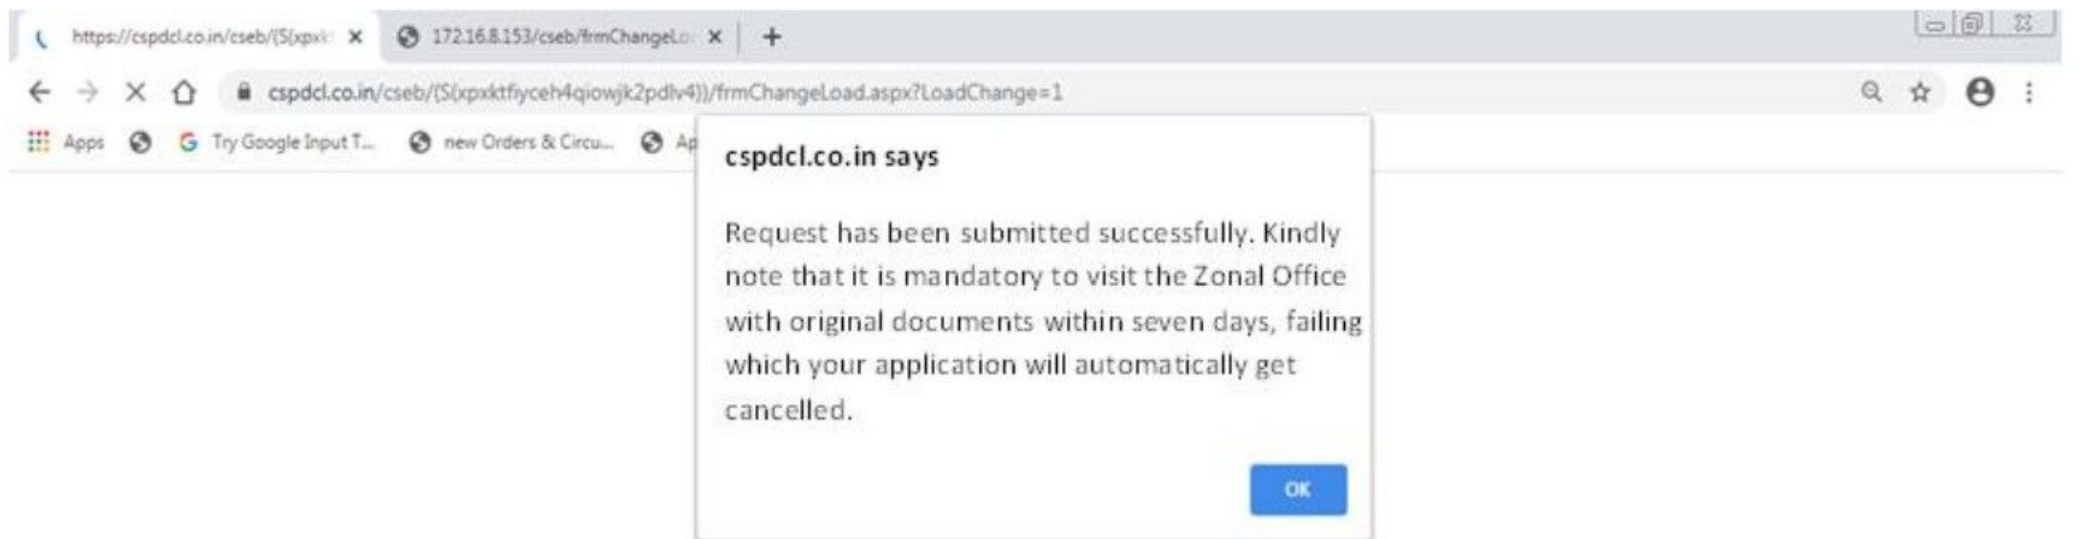 https://cspdcl.co.in/cseb/(S(xpxk
172.16.8.153/cseb/frmChangeLo
cspdcl.co.in/cseb/(S(xpxktfiyceh4qiowjk2pdlv4))/frmChangeLoad.aspx?LoadChange=1
Apps Try Google Input T... new Orders & Circu... Ap
cspdcl.co.in says
Request has been submitted successfully. Kindly
note that it is mandatory to visit the Zonal Office
with original documents within seven days, failing
which your application will automatically get
cancelled.
OK